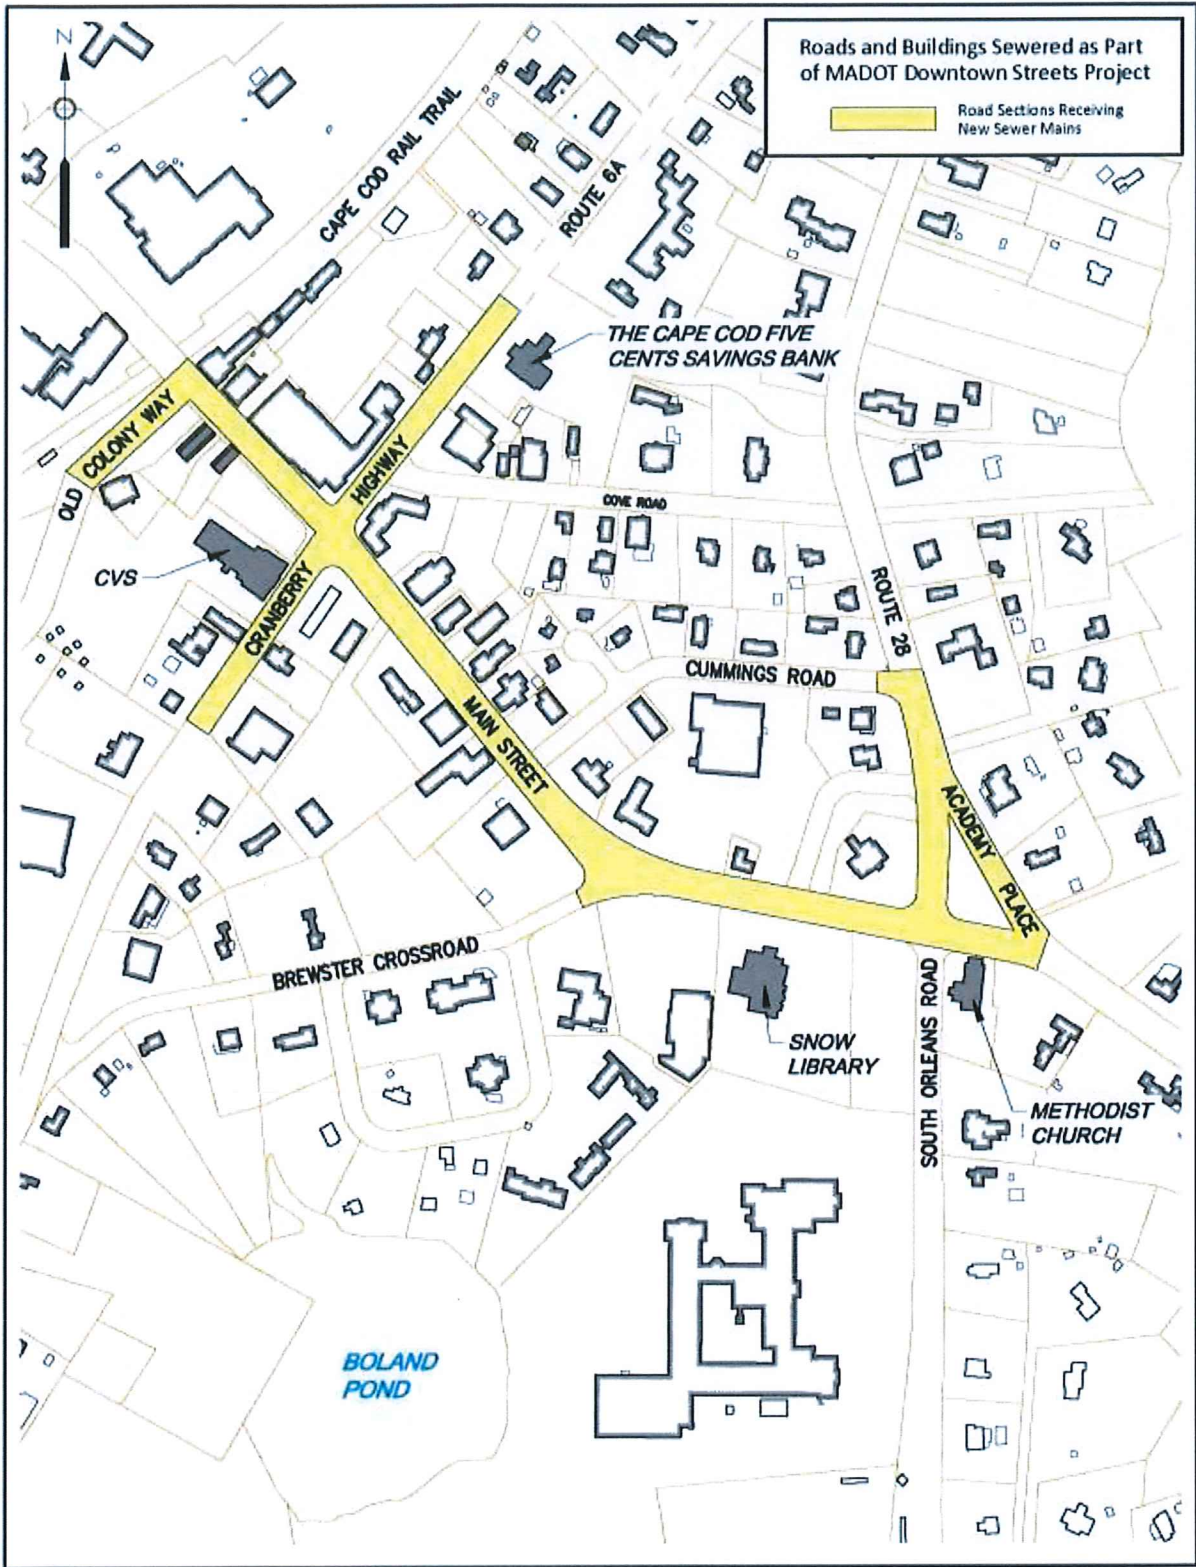 Roads and Buildings Sewered as Part
of MADOT Downtown Streets Project
Road Sections Receiving
New Sewer Mains
N
CAPE COD RAIL TRAIL
ROUTE 6A
THE CAPE COD FIVE
CENTS SAVINGS BANK
OLD COLONY WAY
HIGHWAY
COVE ROAD
CVS
CRANBERRY
ROUTE 28
CUMMINGS ROAD
MAIN STREET
ACADEMY PLACE
BREWSTER CROSSROAD
SOUTH ORLEANS ROAD
SNOW
LIBRARY
METHODIST
CHURCH
BOLAND
POND